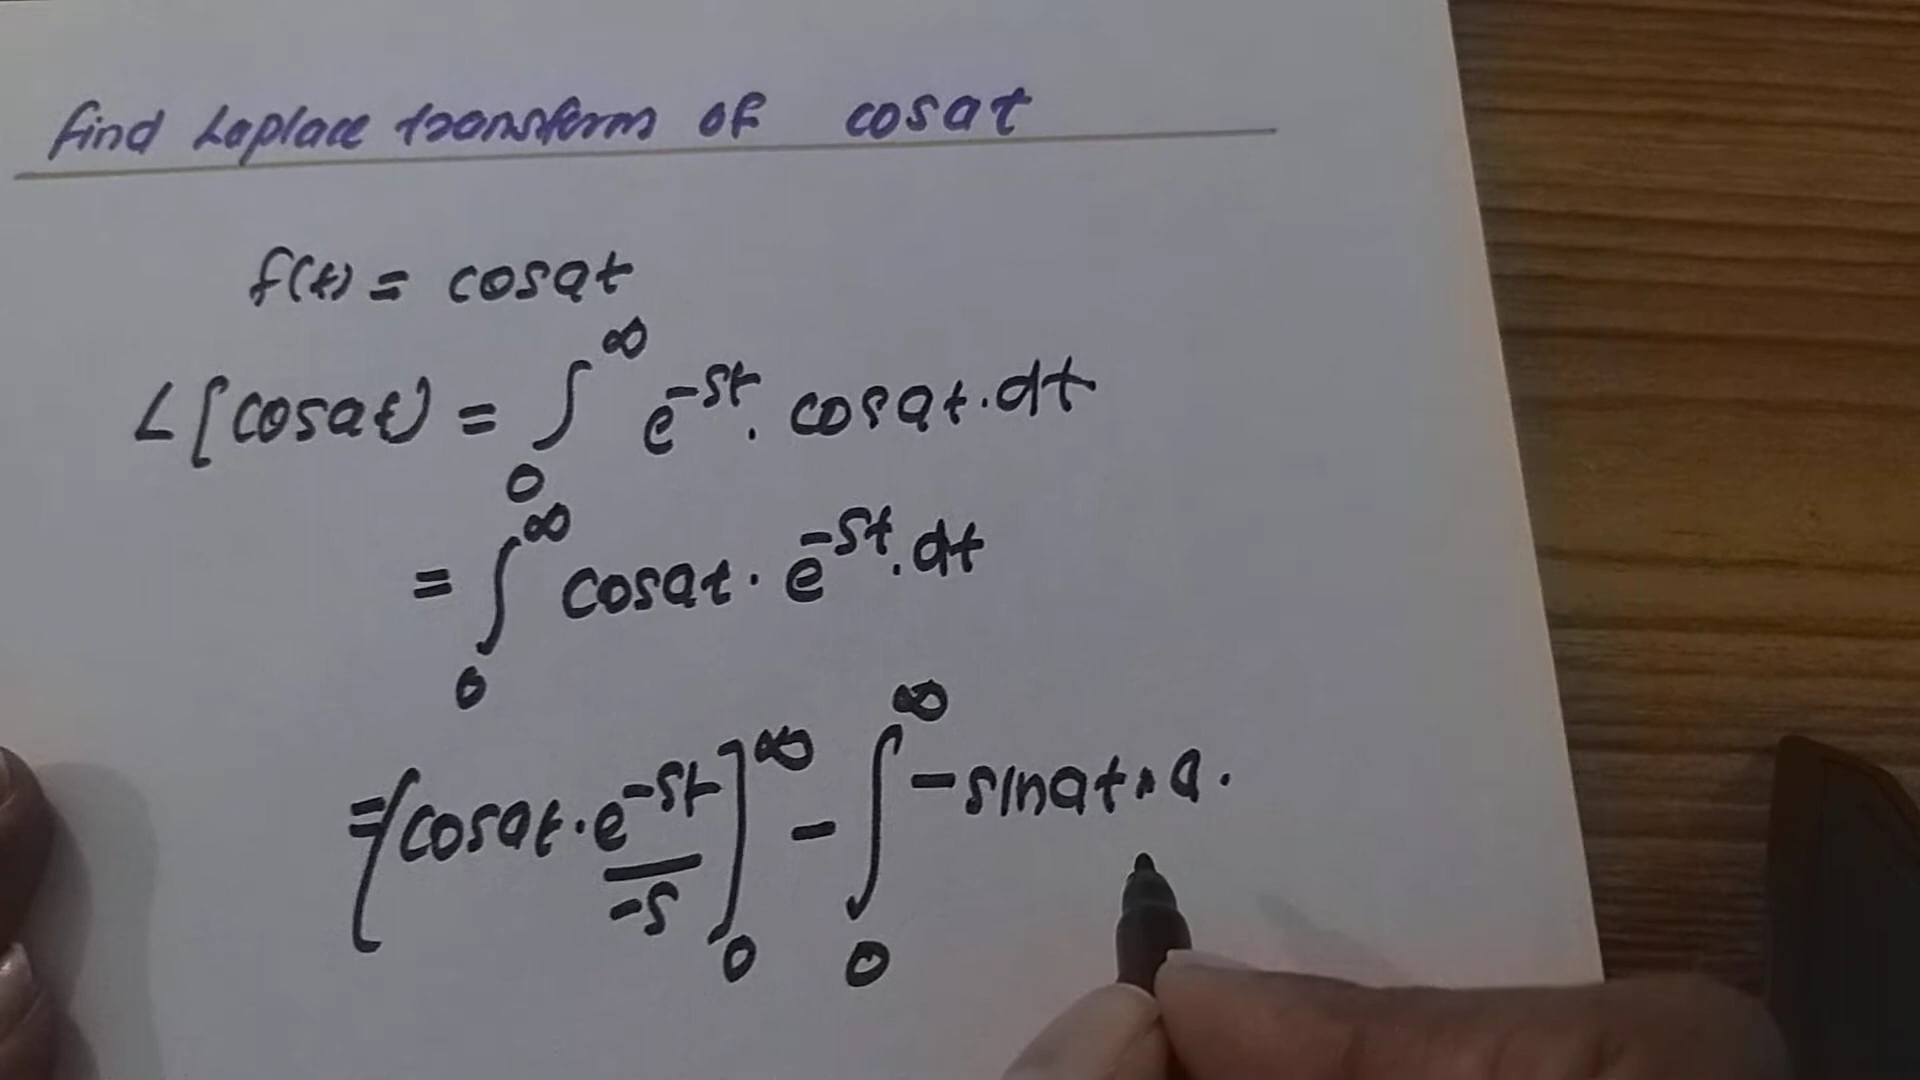 find Laplace transform of cosat
f(t) = cosat
L[cosat) = ∫₀^∞ e^-st . cosat.dt
= ∫₀^∞ cosat . e^-st . dt
= [cosat . e^-st / -s]₀^∞ - ∫₀^∞ -sinat × a .